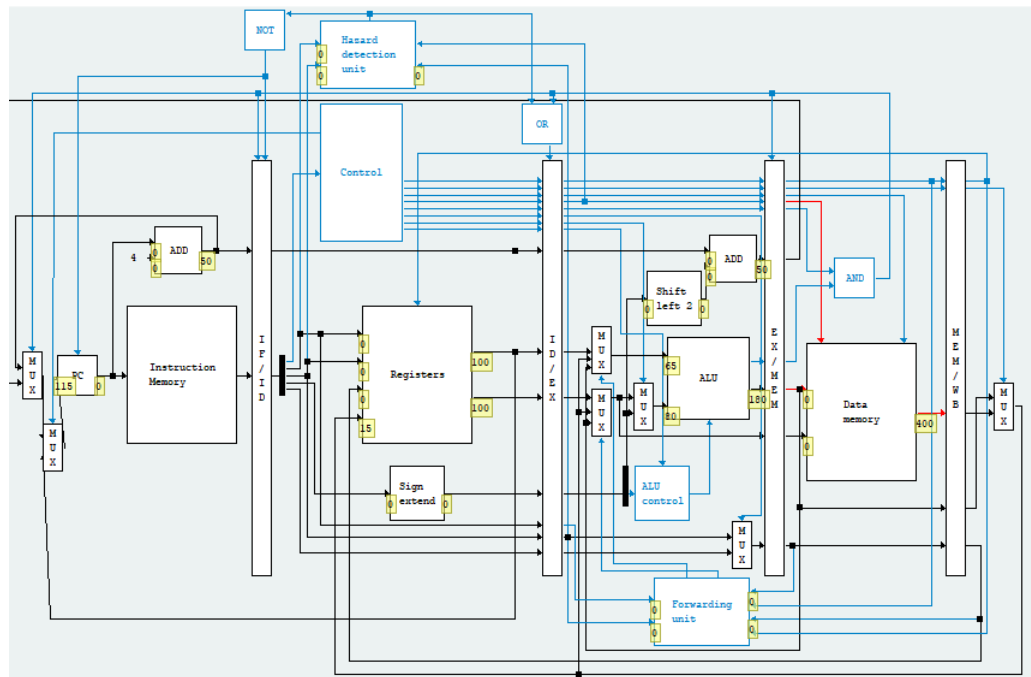 NOT
Hasard
detection
unit
0
0
0
OR
Control
4
0
0
ADD
50
ADD
0
0
50
Shift
left 2
0
0
AND
M
U
X
PC
115
0
Instruction
Memory
I
F
/
I
D
Registers
0
0
0
15
100
100
I
D
/
E
X
M
U
X
M
U
X
M
U
X
ALU
65
80
180
E
X
/
M
E
M
Data
memory
0
0
400
M
E
M
/
W
B
M
U
X
M
U
X
Sign
extend
0
0
ALU
control
M
U
X
Forwarding
unit
0
0
0
0